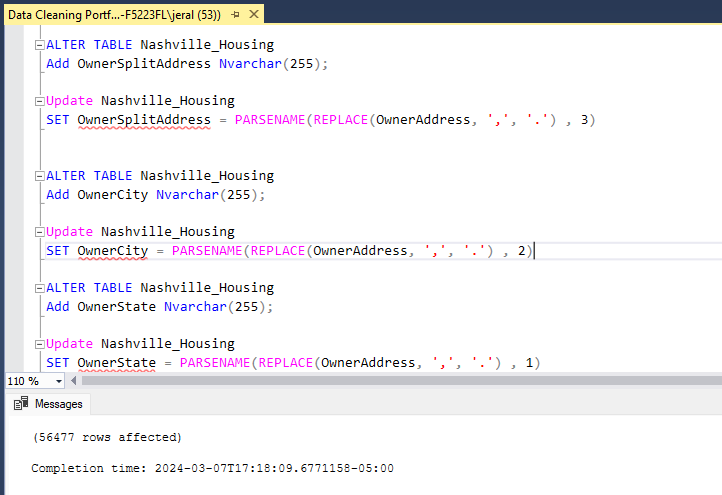 Data Cleaning Portf...-F5223FL\jeral (53))
ALTER TABLE Nashville_Housing
Add OwnerSplitAddress Nvarchar(255);
Update Nashville_Housing
SET OwnerSplitAddress = PARSENAME(REPLACE(OwnerAddress, ',', '.') , 3)
ALTER TABLE Nashville_Housing
Add OwnerCity Nvarchar(255);
Update Nashville_Housing
SET OwnerCity = PARSENAME(REPLACE(OwnerAddress, ',', '.') , 2)
ALTER TABLE Nashville_Housing
Add OwnerState Nvarchar(255);
Update Nashville_Housing
SET OwnerState = PARSENAME(REPLACE(OwnerAddress, ',', '.') , 1)
110 %
Messages
(56477 rows affected)
Completion time: 2024-03-07T17:18:09.6771158-05:00